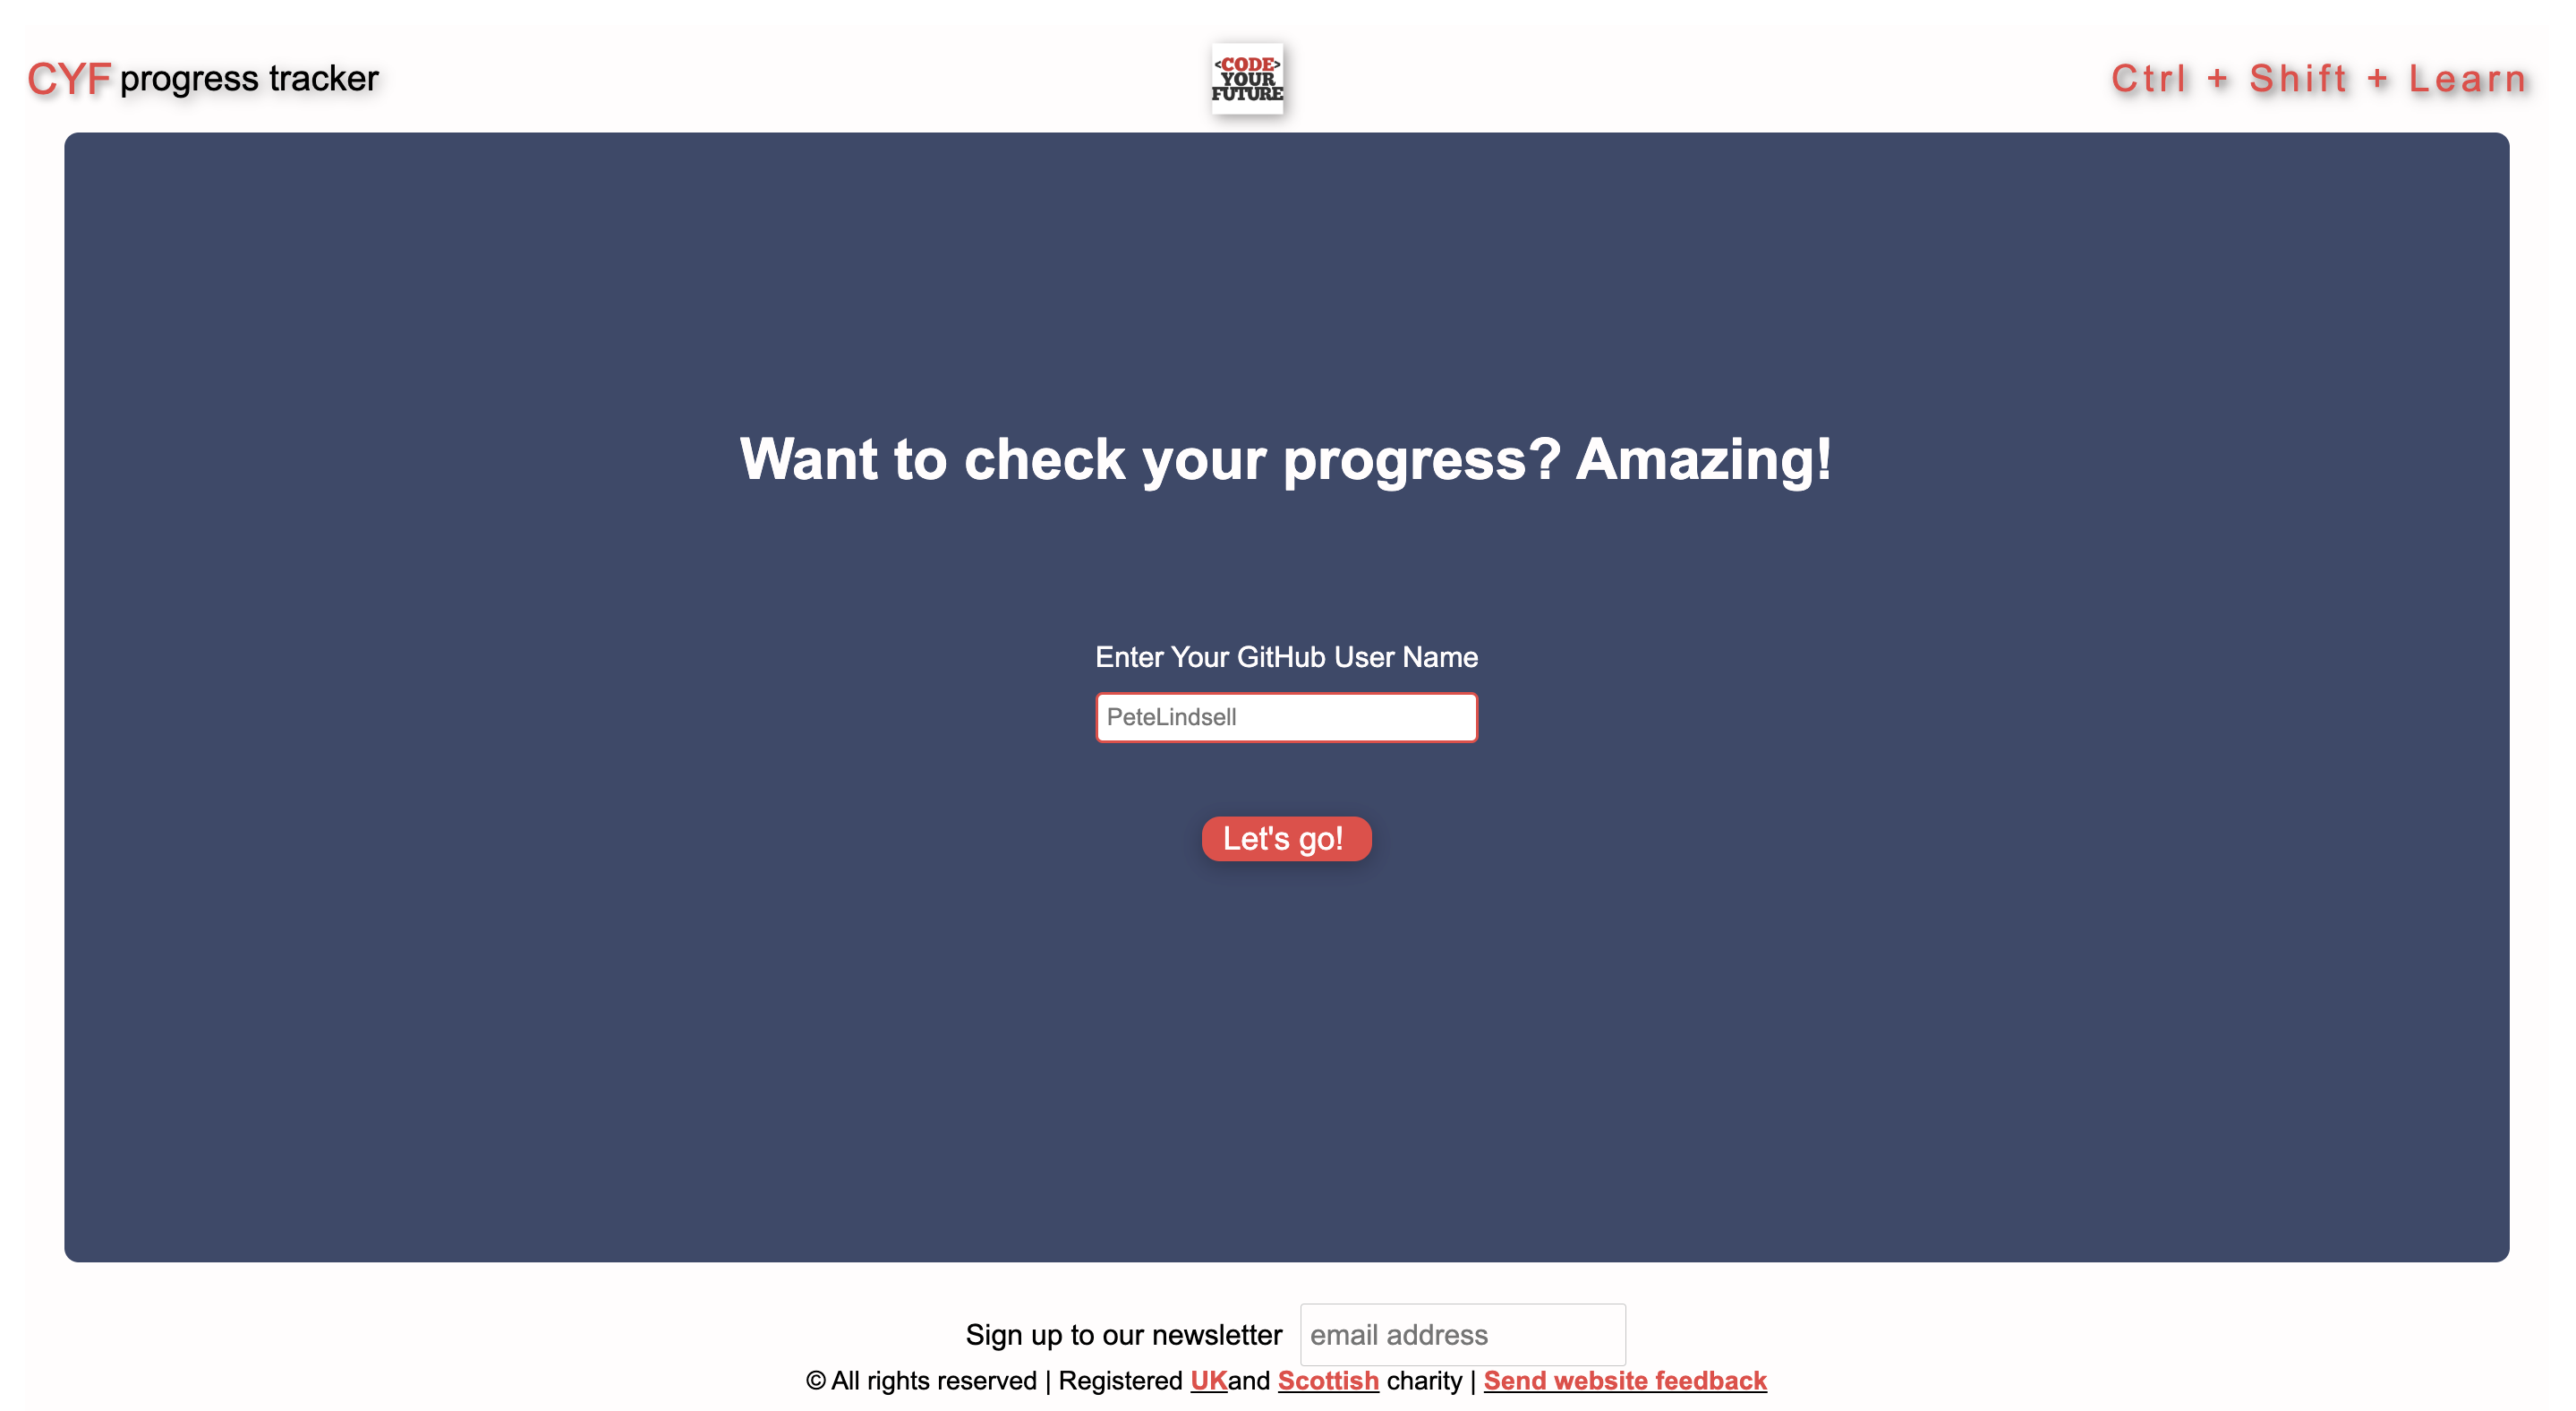 CYF progress tracker
<CODE>
YOUR
FUTURE
Ctrl + Shift + Learn
Want to check your progress? Amazing!
Enter Your GitHub User Name
PeteLindsell
Let's go!
Sign up to our newsletter email address
© All rights reserved | Registered UKand Scottish charity | Send website feedback